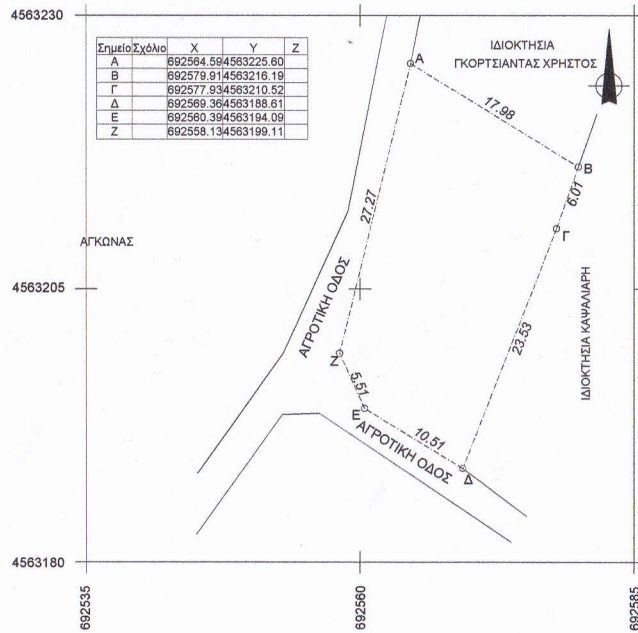 4563230
Σημείο Σχόλιο X Y Z
Α 692564.59 4563225.60
Β 692579.91 4563216.19
Γ 692577.93 4563210.52
Δ 692569.36 4563188.61
Ε 692560.39 4563194.09
Ζ 692558.13 4563199.11
ΙΔΙΟΚΤΗΣΙΑ
ΓΚΟΡΤΣΙΑΝΤΑΣ ΧΡΗΣΤΟΣ
Α
17.98
Β
6.01
Γ
27.27
ΑΓΚΩΝΑΣ
4563205
ΑΓΡΟΤΙΚΗ ΟΔΟΣ
23.53
ΙΔΙΟΚΤΗΣΙΑ ΚΑΨΑΛΙΑΡΗ
Ζ
5.51
Ε
10.51
ΑΓΡΟΤΙΚΗ ΟΔΟΣ
Δ
4563180
692535
692560
692585